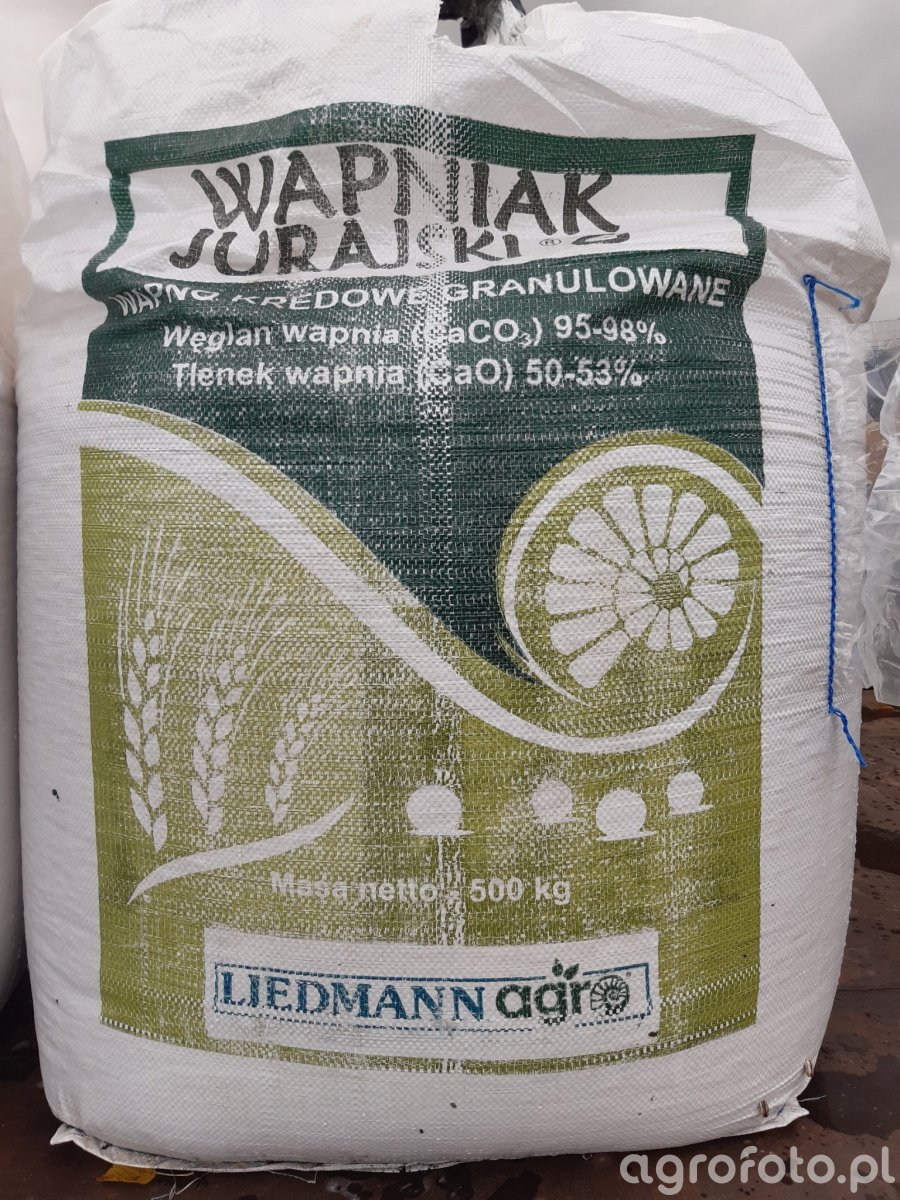 WAPNIAK
JURAJSKI ®
WAPNO KREDOWE GRANULOWANE
Węglan wapnia (CaCO₃) 95-98%
Tlenek wapnia (CaO) 50-53%
Masa netto - 500 kg
LIEDMANN agro
agrofoto.pl